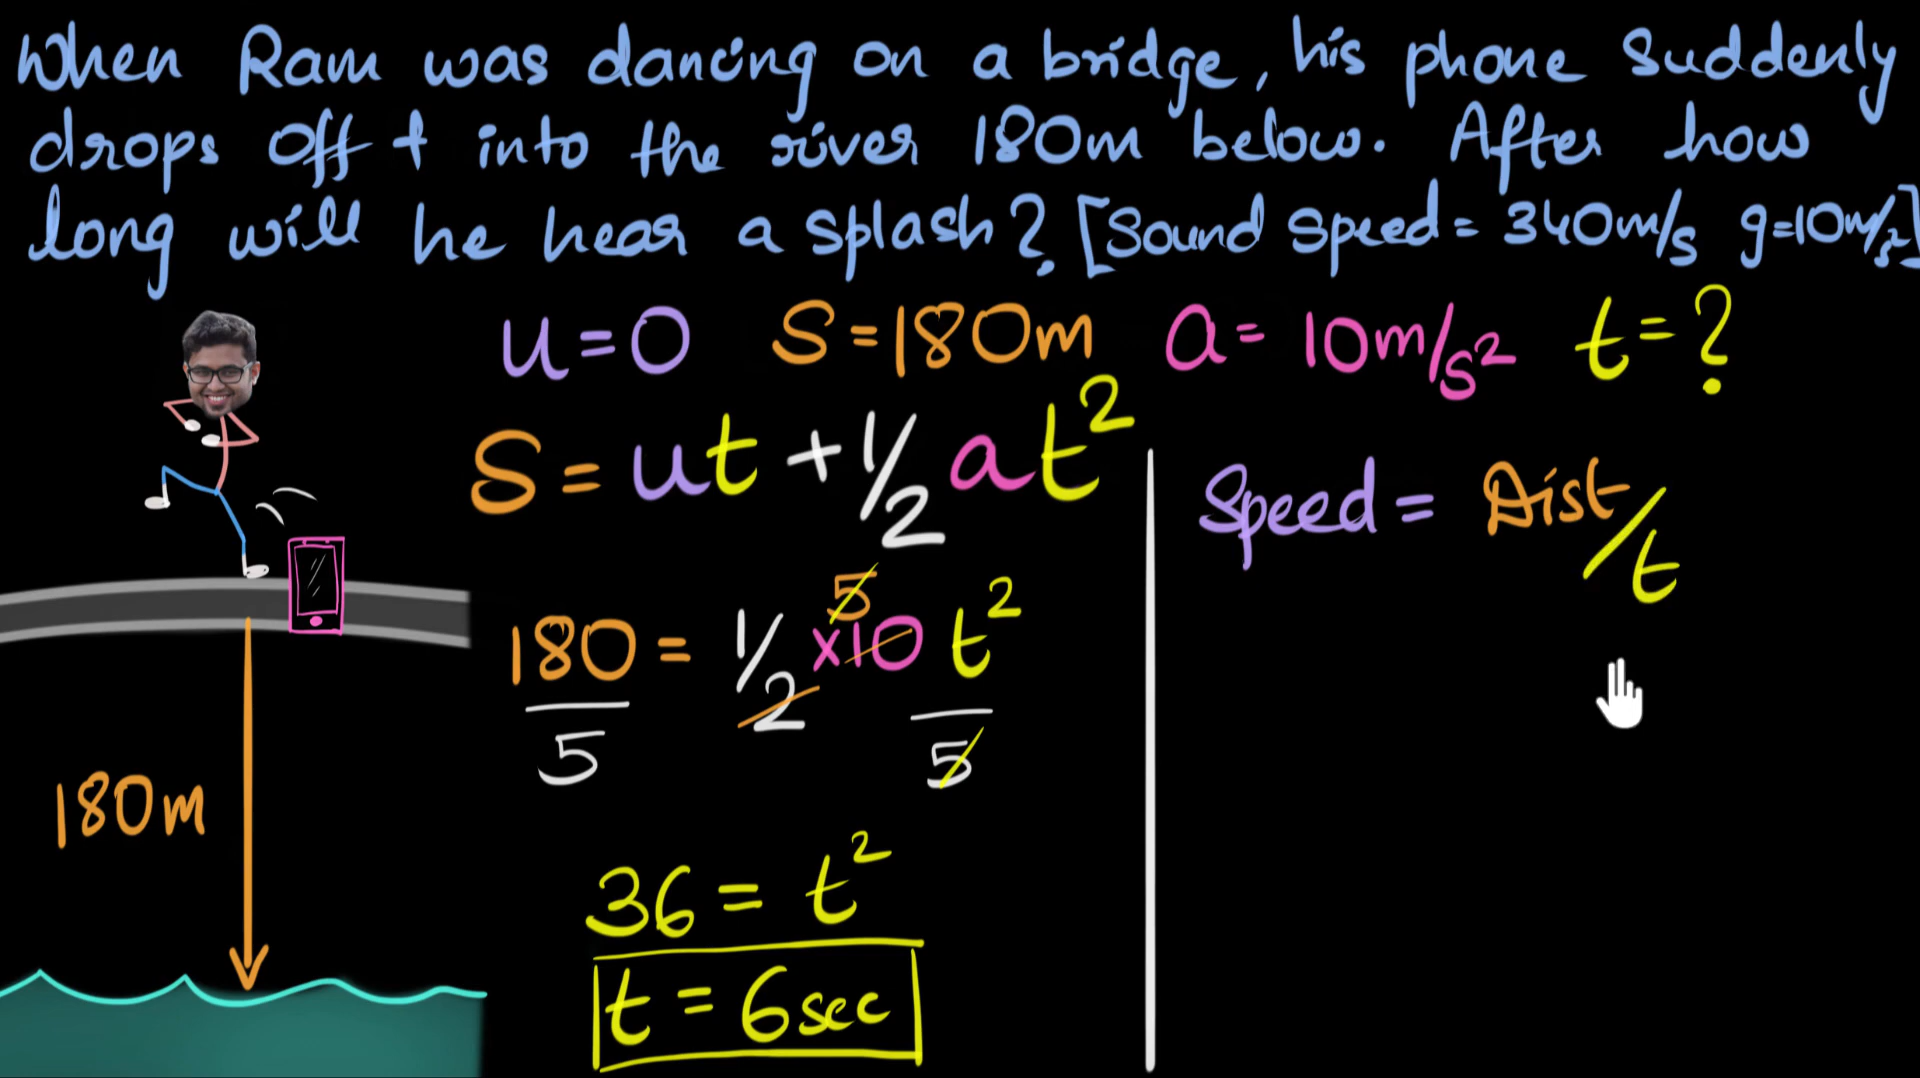 When Ram was dancing on a bridge, his phone suddenly
drops off + into the river 180m below. After how
long will he hear a splash? [Sound speed = 340m/s g=10m/s²]
u=0 S=180m a= 10m/s² t=?
S= ut +1/2 at²
Speed = Dist/t
5
180 = 1/2 x10 t²
5 5
180m
36 = t²
t = 6sec